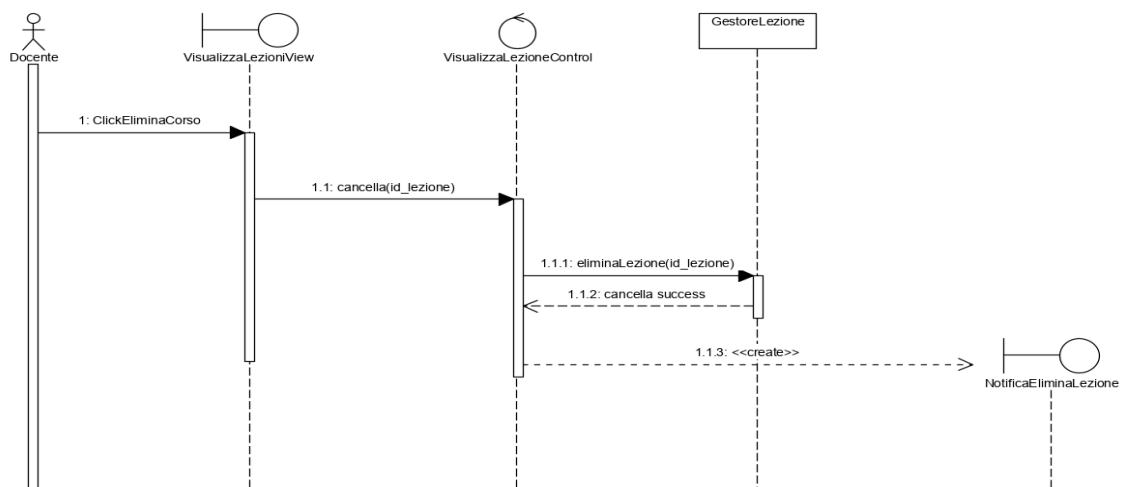 GestoreLezione
Docente
VisualizzaLezioniView
VisualizzaLezioneControl
1: ClickEliminaCorso
1.1: cancella(id_lezione)
1.1.1: eliminaLezione(id_lezione)
1.1.2: cancella success
1.1.3: <<create>>
NotificaEliminaLezione